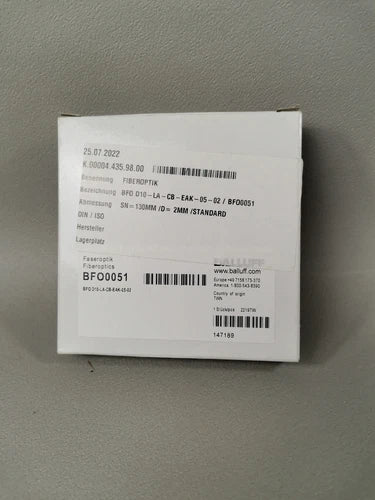 25.07.2022
K.00004.435.98.00
Benennung FIBEROPTIK
Bezeichnung BFO D10-LA-CB-EAK-05-02 / BFO0051
Abmessung SN=130MM /D= 2MM /STANDARD
DIN / ISO
Hersteller
Lagerplatz
BALLUFF
www.balluff.com
Faseroptik
Fiberoptics
BFO0051
BFO D10-LA-CB-EAK-05-02
Country of origin
TWN
147189